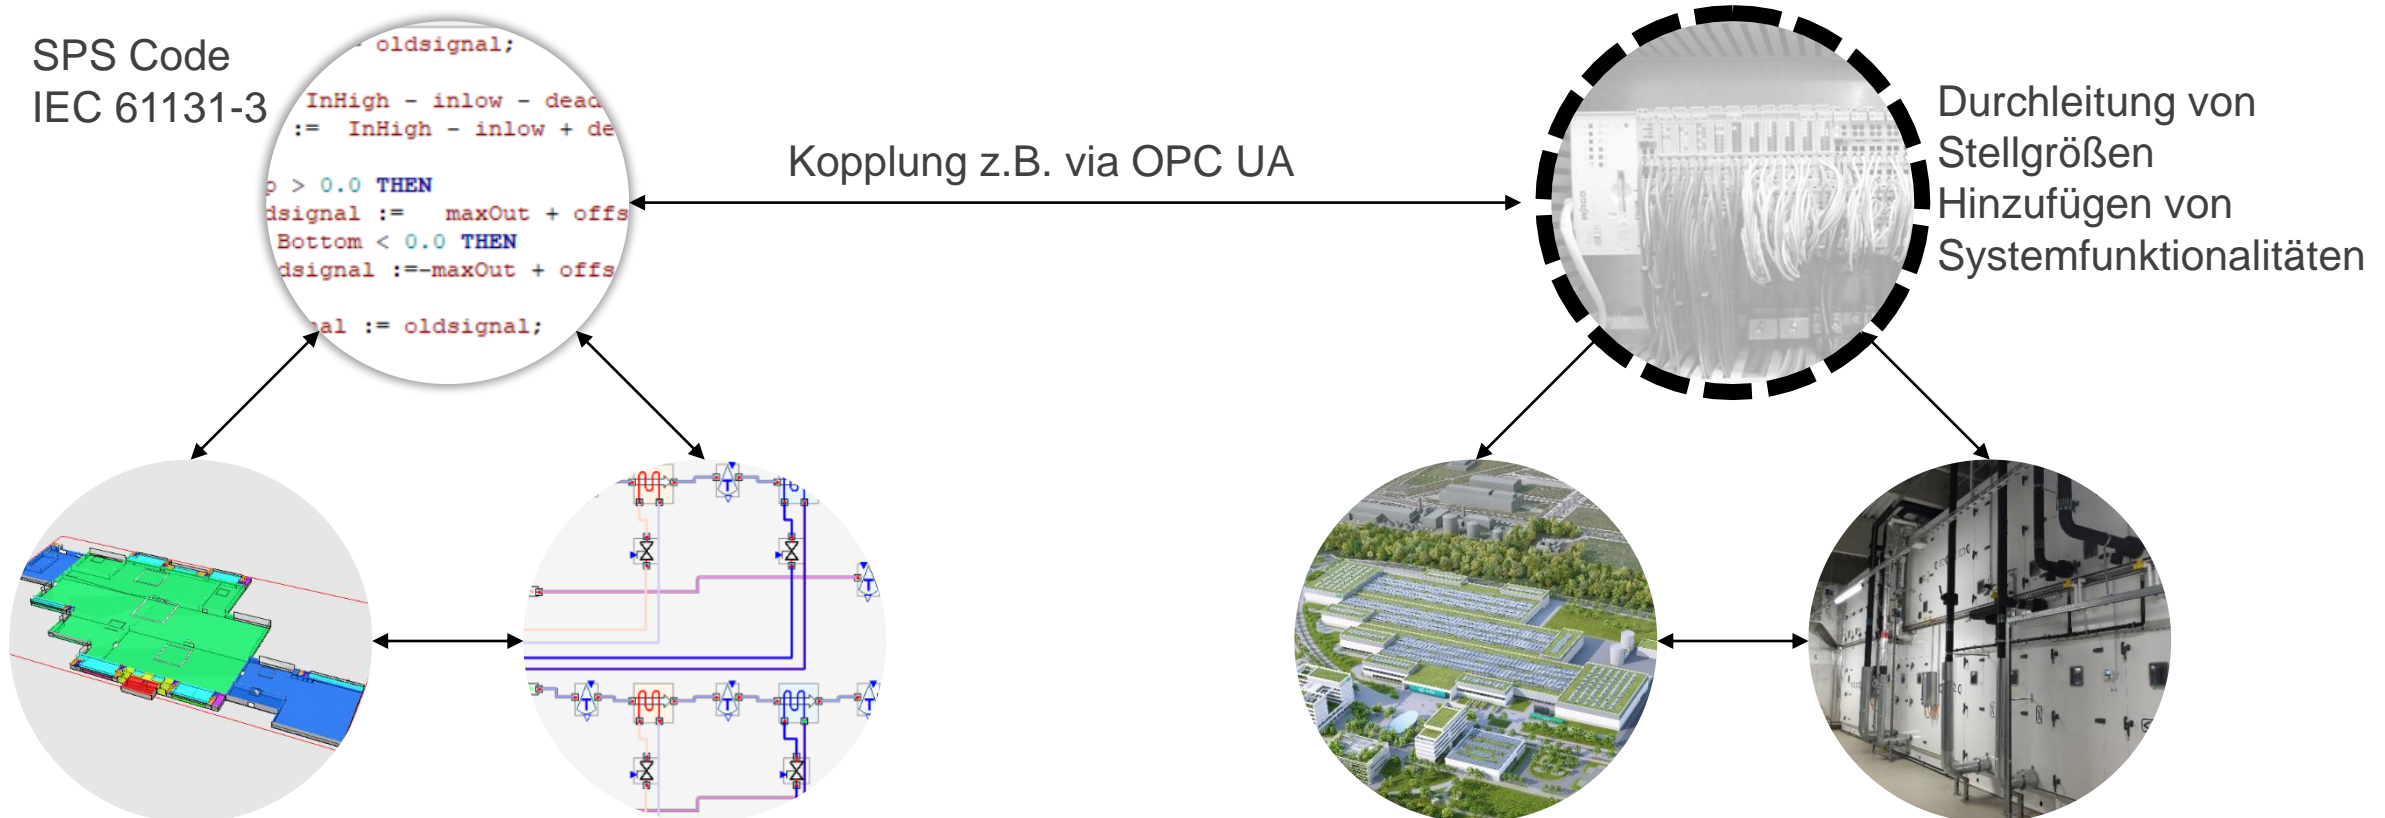 SPS Code
IEC 61131-3
oldsignal;
InHigh - inlow - dead
:= InHigh - inlow + de
> 0.0 THEN
dsignal := maxOut + offs
Bottom < 0.0 THEN
dsignal :=-maxOut + offs
al := oldsignal;
Kopplung z.B. via OPC UA
Durchleitung von
Stellgrößen
Hinzufügen von
Systemfunktionalitäten
T
T
T
T
T